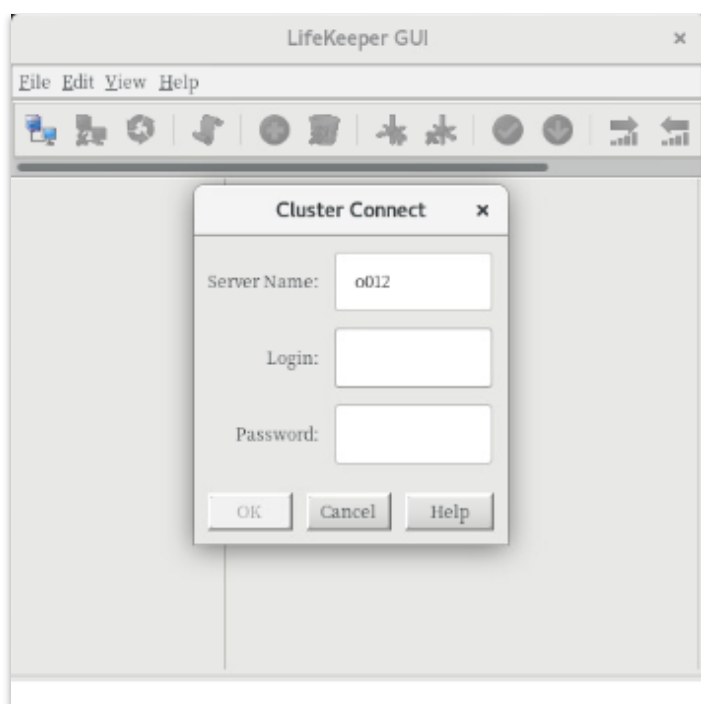 LifeKeeper GUI
File Edit View Help
Cluster Connect
Server Name: o012
Login:
Password:
OK Cancel Help